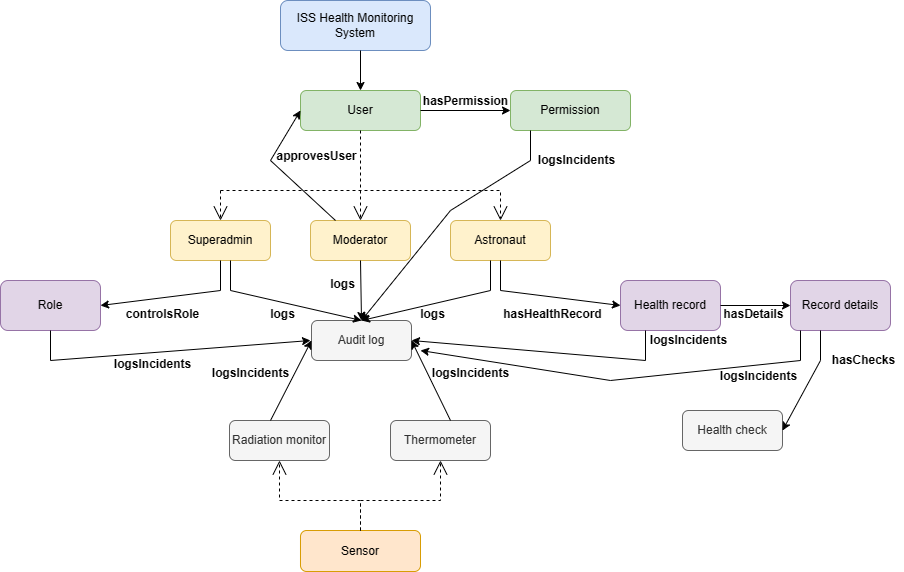 ISS Health Monitoring
System
User
hasPermission
Permission
approvesUser
logsIncidents
Superadmin
Moderator
Astronaut
logs
Role
controlsRole
logs
logs
hasHealthRecord
Health record
hasDetails
Record details
Audit log
logsIncidents
logsIncidents
logsIncidents
logsIncidents
logsIncidents
hasChecks
Radiation monitor
Thermometer
Health check
Sensor